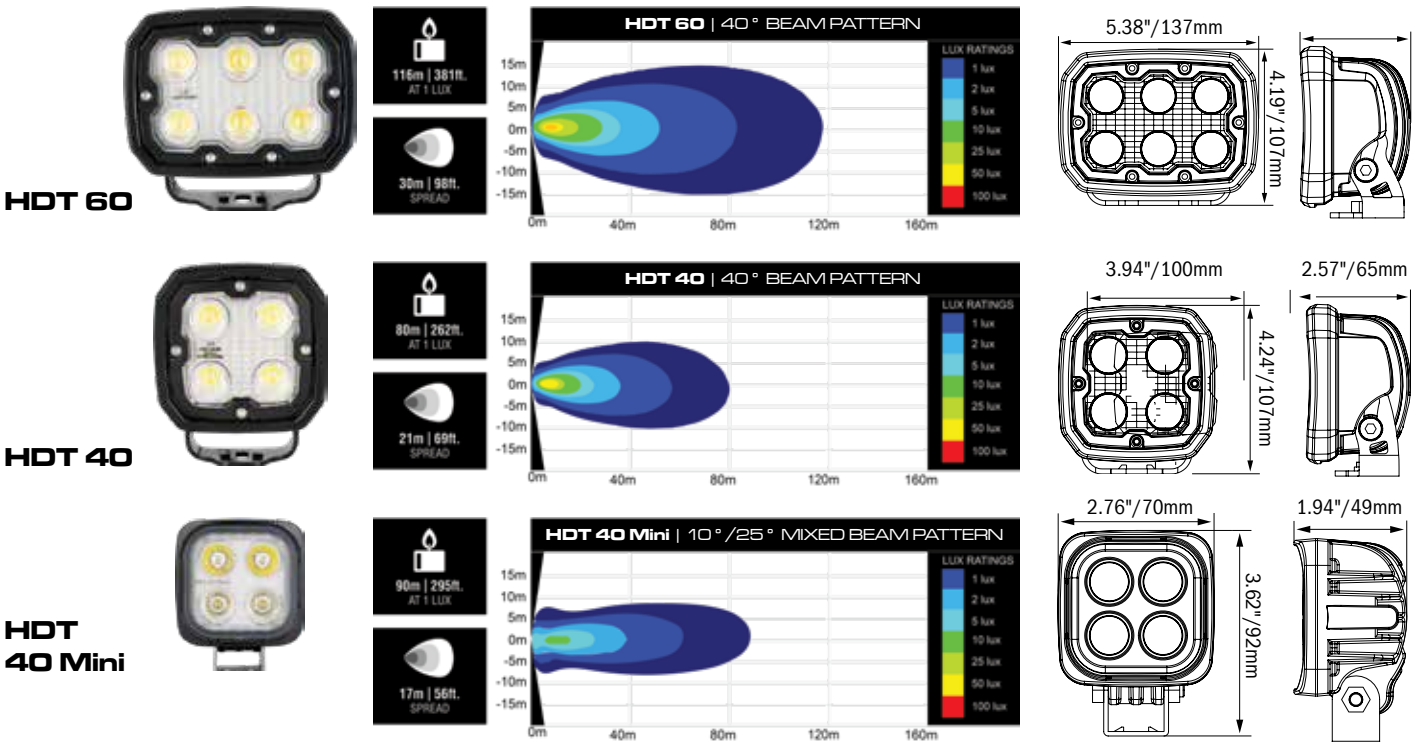 HDT 60
116m | 381ft.
AT 1 LUX
30m | 98ft.
SPREAD
HDT 60 | 40° BEAM PATTERN
15m
10m
5m
0m
-5m
-10m
-15m
0m
40m
80m
120m
160m
LUX RATINGS
1 lux
2 lux
5 lux
10 lux
25 lux
50 lux
100 lux
5.38"/137mm
4.19"/107mm
HDT 40
80m | 262ft.
AT 1 LUX
21m | 69ft.
SPREAD
HDT 40 | 40° BEAM PATTERN
15m
10m
5m
0m
-5m
-10m
-15m
0m
40m
80m
120m
160m
LUX RATINGS
1 lux
2 lux
5 lux
10 lux
25 lux
50 lux
100 lux
3.94"/100mm
4.24"/107mm
2.57"/65mm
HDT
40 Mini
90m | 295ft.
AT 1 LUX
17m | 56ft.
SPREAD
HDT 40 Mini | 10°/25° MIXED BEAM PATTERN
15m
10m
5m
0m
-5m
-10m
-15m
0m
40m
80m
120m
160m
LUX RATINGS
1 lux
2 lux
5 lux
10 lux
25 lux
50 lux
100 lux
2.76"/70mm
3.62"/92mm
1.94"/49mm